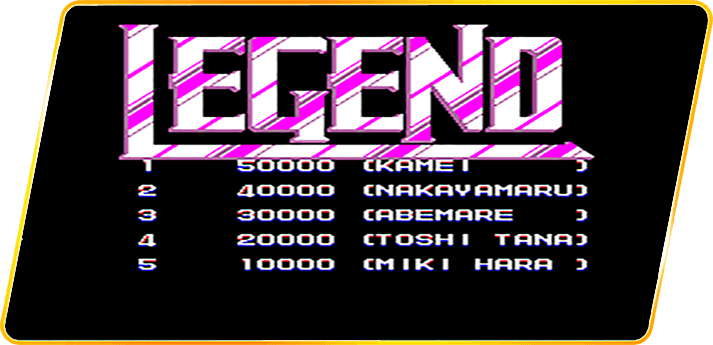 LEGEND
1 50000 (KAMEI )
2 40000 (NAKAYAMARU)
3 30000 (ABEMARE )
4 20000 (TOSHI TANA)
5 10000 (MIKI HARA )